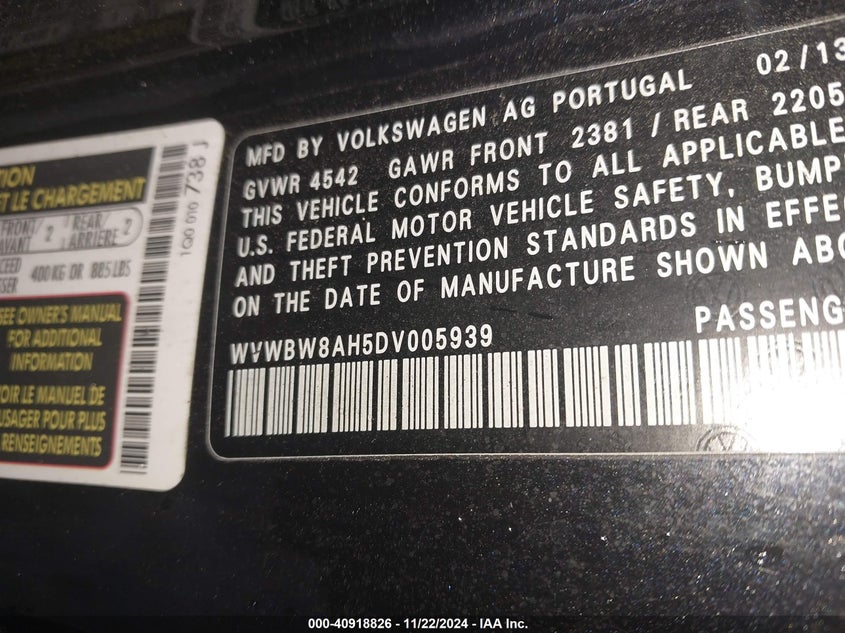 TION
ET LE CHARGEMENT
FRONT/
AVANT 2
REAR/
ARRIERE 2
400 KG OR 885 LBS
SEE OWNER'S MANUAL
FOR ADDITIONAL
INFORMATION
VOIR LE MANUEL DE
USAGER POUR PLUS
RENSEIGNEMENTS
1Q0 010 738 J
MFD BY VOLKSWAGEN AG PORTUGAL 02/13
GVWR 4542 GAWR FRONT 2381 / REAR 2205
THIS VEHICLE CONFORMS TO ALL APPLICABLE
U.S. FEDERAL MOTOR VEHICLE SAFETY, BUMP
AND THEFT PREVENTION STANDARDS IN EFFE
ON THE DATE OF MANUFACTURE SHOWN ABO
WVWBW8AH5DV005939 PASSENG
000-40918826 - 11/22/2024 - IAA Inc.